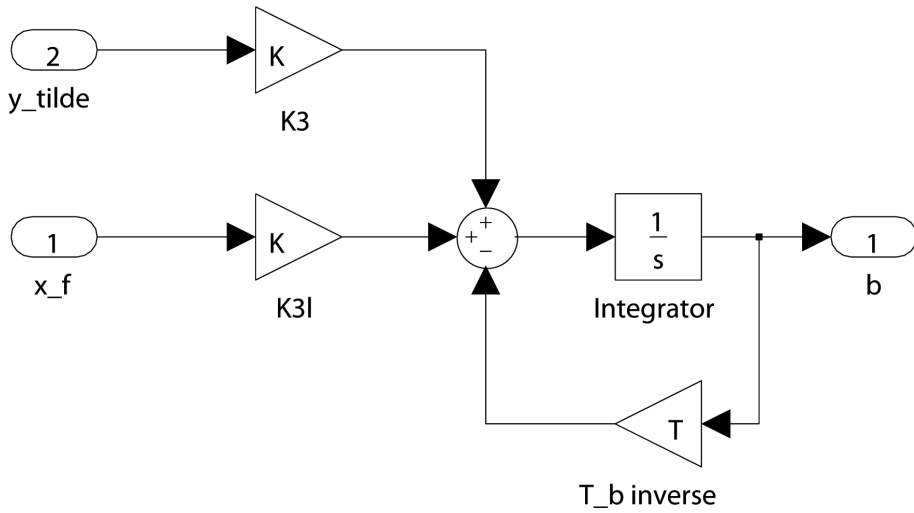 2
K
y_tilde
K3
1
K
x_f
K3I
+
+
−
1
s
Integrator
1
b
T
T_b inverse